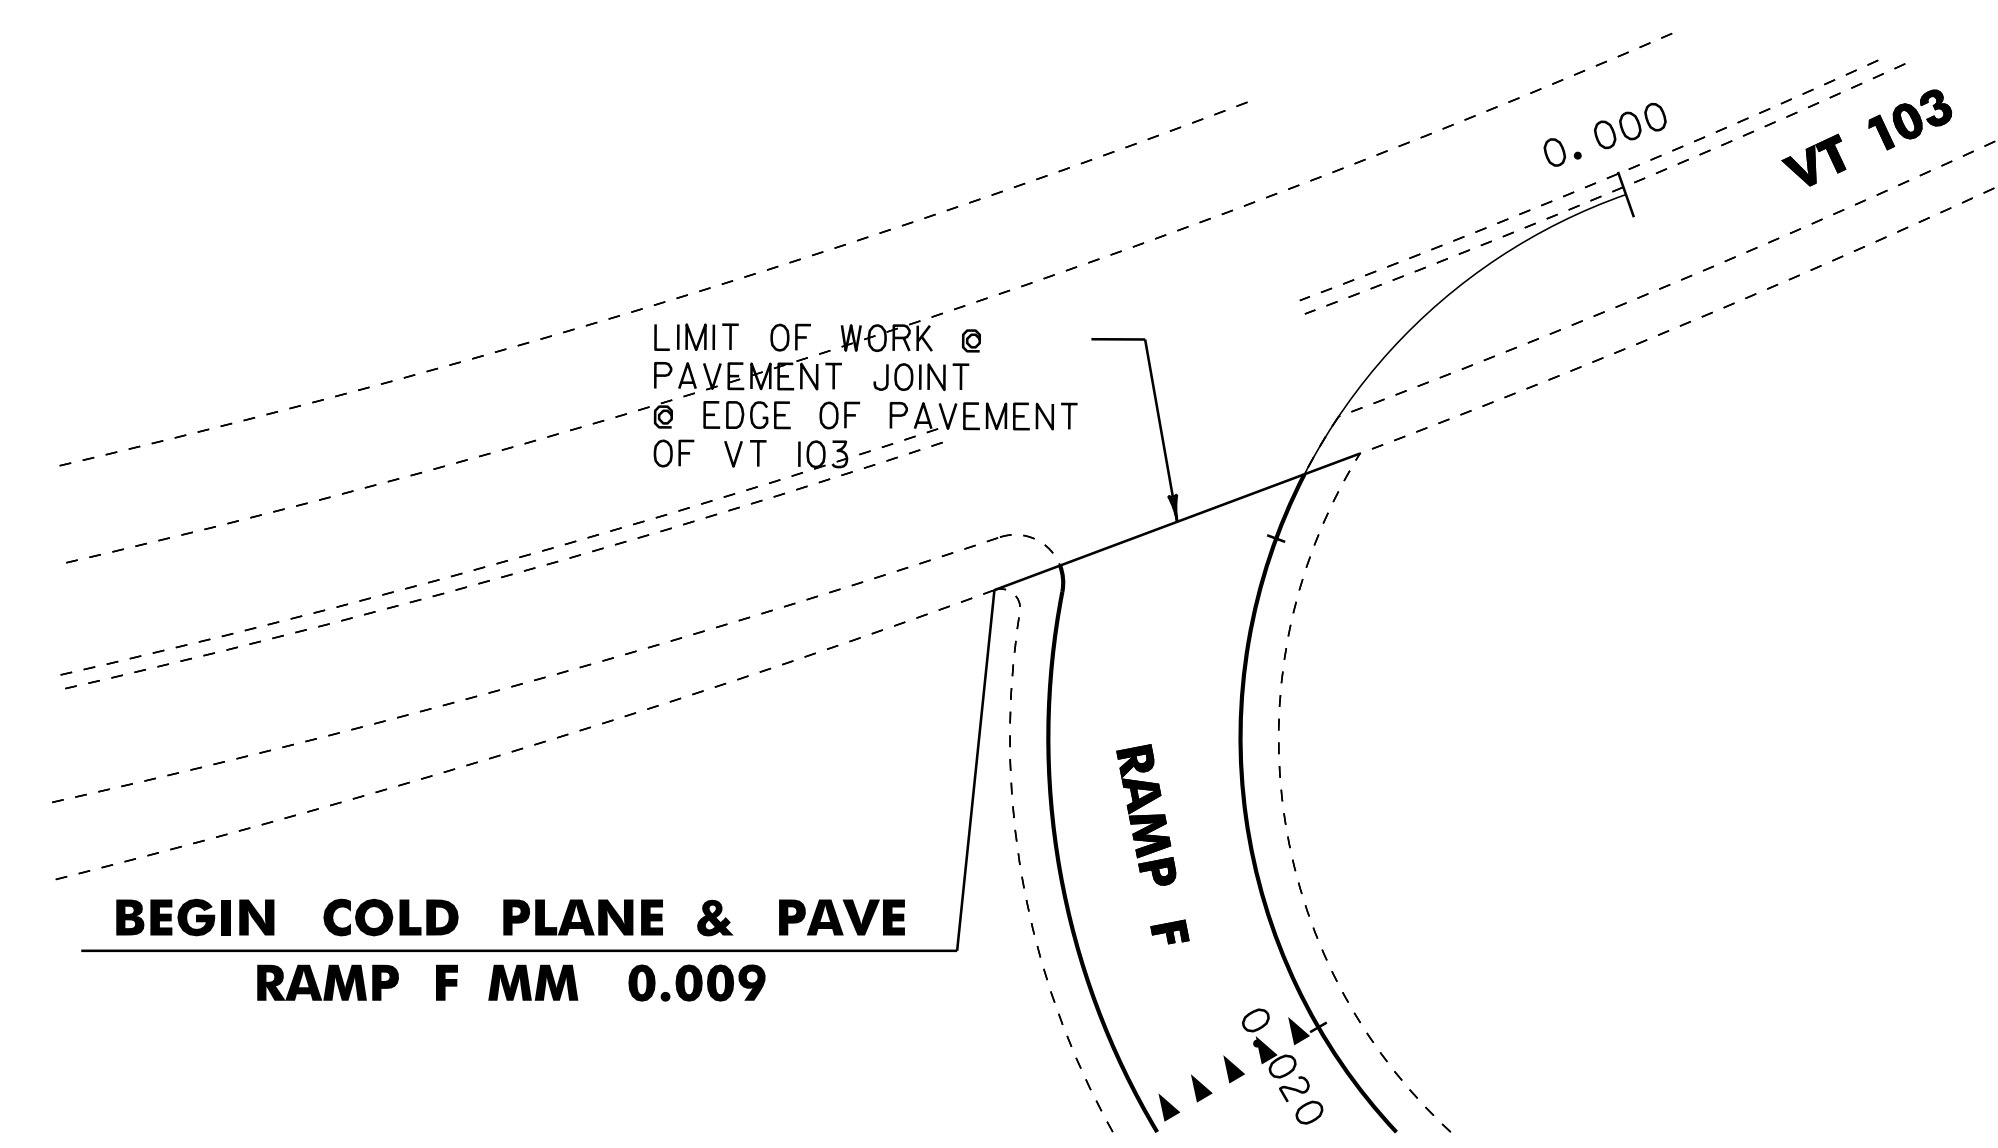 0.000
VT 103
LIMIT OF WORK @
PAVEMENT JOINT
@ EDGE OF PAVEMENT
OF VT 103
RAMP F
BEGIN COLD PLANE & PAVE
RAMP F MM 0.009
0.020